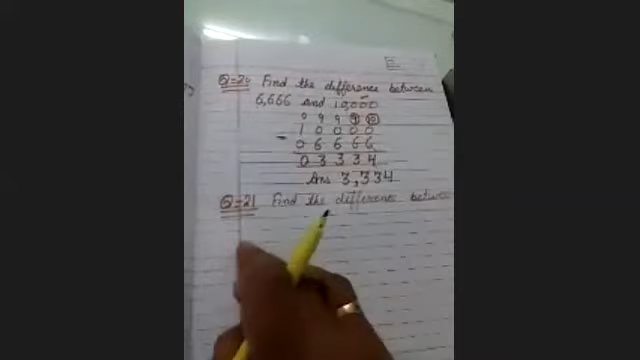 Q-20 Find the difference between
6,666 and 10,000
0 9 9 9 10
1 0 0 0 0
- 0 6 6 6 6
0 3 3 3 4
Ans 3,334
Q-21 Find the difference betwee